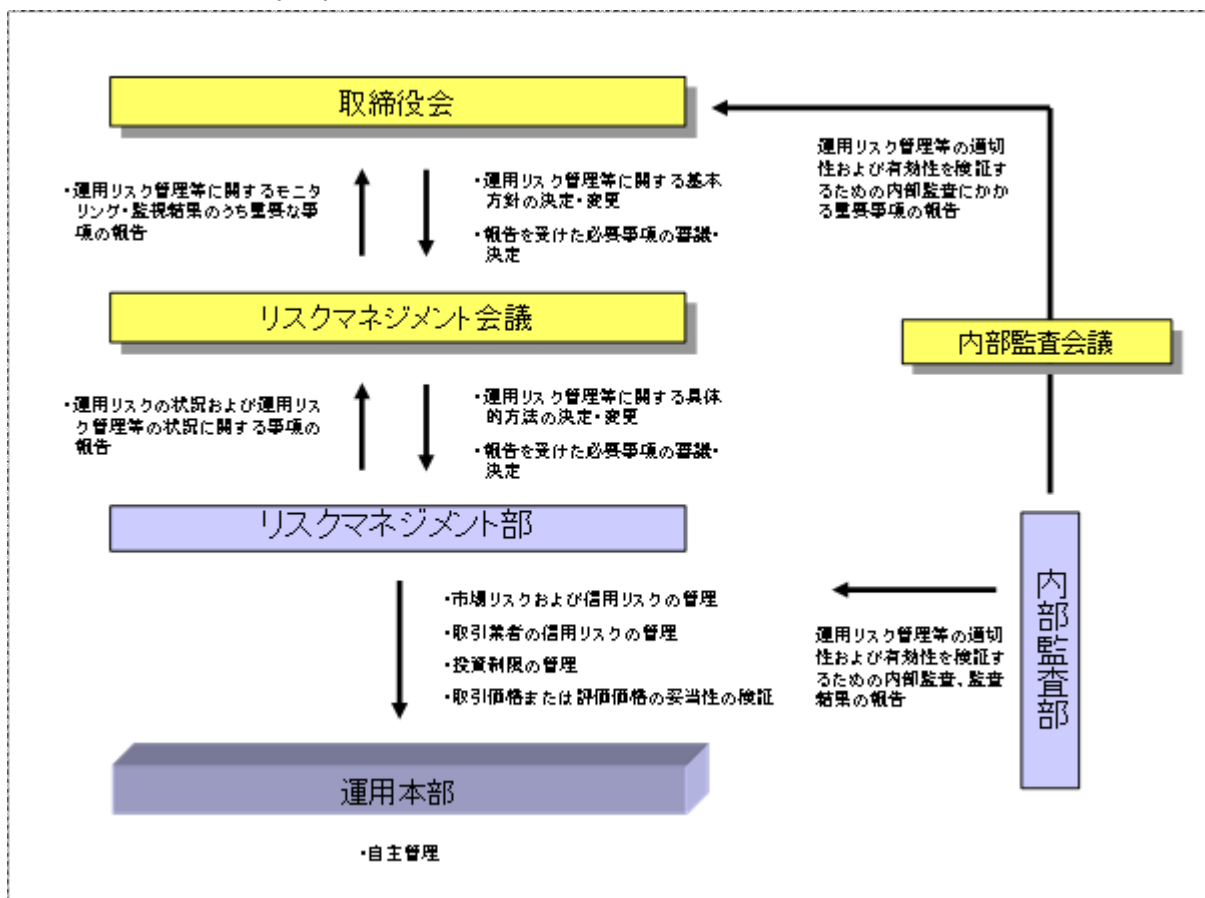 取締役会
・運用リスク管理等に関するモニ
タリング・監視結果のうち重要な事
項の報告
・運用リスク管理等に関する基本
方針の決定・変更
・報告を受けた必要事項の審議・
決定
運用リスク管理等の適切
性および有効性を検証す
るための内部監査にかか
る重要事項の報告
リスクマネジメント会議
内部監査会議
・運用リスクの状況および運用リス
ク管理等の状況に関する事項の
報告
・運用リスク管理等に関する具体
的方法の決定・変更
・報告を受けた必要事項の審議・
決定
リスクマネジメント部
内部監査部
・市場リスクおよび信用リスクの管理
・取引業者の信用リスクの管理
・投資制限の管理
・取引価格または評価価格の妥当性の検証
運用リスク管理等の適切
性および有効性を検証す
るための内部監査、監査
結果の報告
運用本部
・自主管理